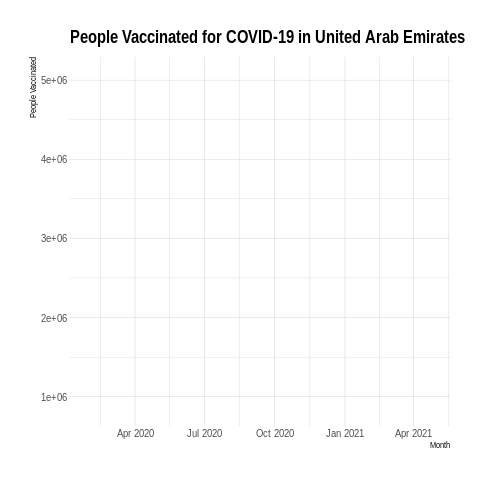 People Vaccinated for COVID-19 in United Arab Emirates
People Vaccinated
5e+06
4e+06
3e+06
2e+06
1e+06
Apr 2020 Jul 2020 Oct 2020 Jan 2021 Apr 2021
Month